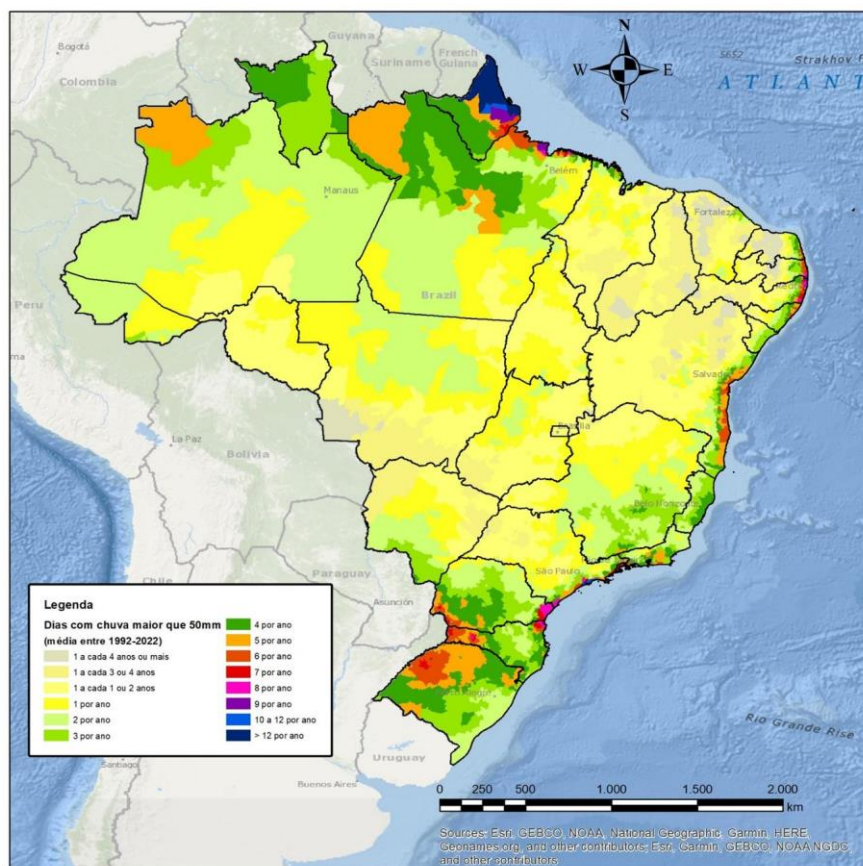 Bogotá
Colombia
Guyana
Suriname
French
Guiana
N
W
E
S
5652
ATLANT
Belém
Manaus
Fortaleza
Brazil
Peru
Salvador
Brasília
La Paz
Bolivia
Belo Horizonte
São Paulo
Paraguay
Asunción
Chile
Uruguay
Santiago
Buenos Aires
Rio Grande Rise
Legenda
Dias com chuva maior que 50mm
(média entre 1992-2022)
1 a cada 4 anos ou mais
1 a cada 3 ou 4 anos
1 a cada 1 ou 2 anos
1 por ano
2 por ano
3 por ano
4 por ano
5 por ano
6 por ano
7 por ano
8 por ano
9 por ano
10 a 12 por ano
> 12 por ano
0 250 500 1.000 1.500 2.000
km
Sources: Esri, GEBCO, NOAA, National Geographic, Garmin, HERE,
Geonames.org, and other contributors; Esri, Garmin, GEBCO, NOAA NGDC,
and other contributors